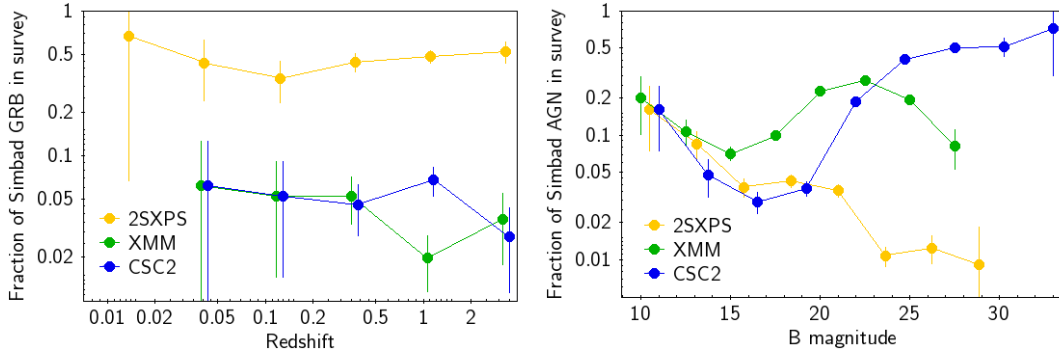 Fraction of Simbad GRB in survey
1
0.5
0.2
0.1
0.05
0.02
2SXPS
XMM
CSC2
0.01 0.02 0.05 0.1 0.2 0.5 1 2
Redshift
Fraction of Simbad AGN in survey
1
0.5
0.2
0.1
0.05
0.02
0.01
2SXPS
XMM
CSC2
10 15 20 25 30
B magnitude